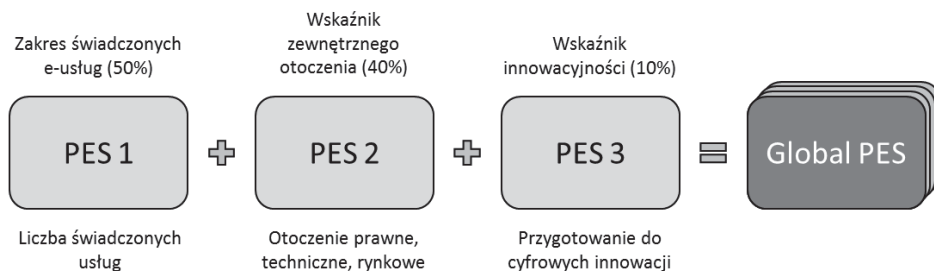 Zakres świadczonych
e-usług (50%)
Wskaźnik
zewnętrznego
otoczenia (40%)
Wskaźnik
innowacyjności (10%)
PES 1
PES 2
PES 3
Global PES
Liczba świadczonych
usług
Otoczenie prawne,
techniczne, rynkowe
Przygotowanie do
cyfrowych innowacji